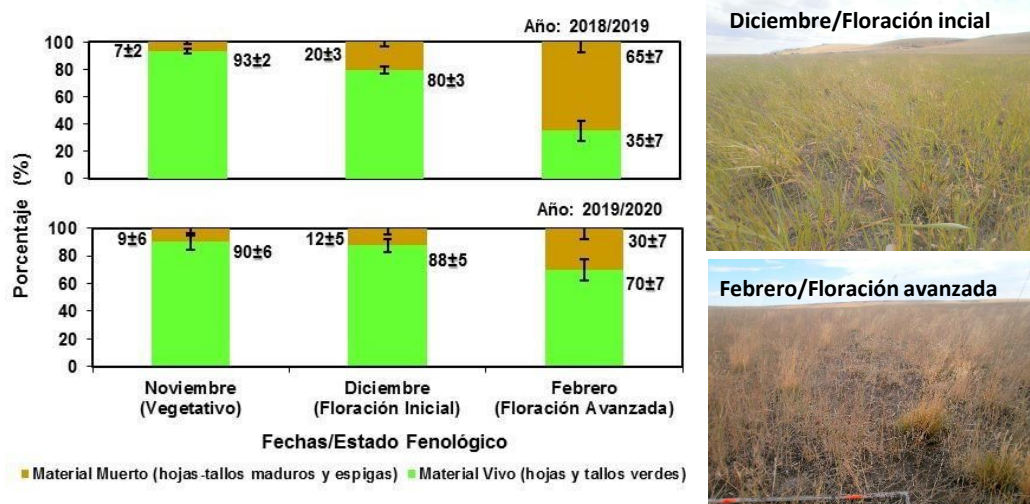 Año: 2018/2019
100
80
60
40
20
0
7±2
93±2
20±3
80±3
65±7
35±7
Año: 2019/2020
100
80
60
40
20
0
9±6
90±6
12±5
88±5
30±7
70±7
Porcentaje (%)
Noviembre
(Vegetativo)
Diciembre
(Floración Inicial)
Febrero
(Floración Avanzada)
Fechas/Estado Fenológico
Material Muerto (hojas-tallos maduros y espigas)
Material Vivo (hojas y tallos verdes)
Diciembre/Floración incial
Febrero/Floración avanzada